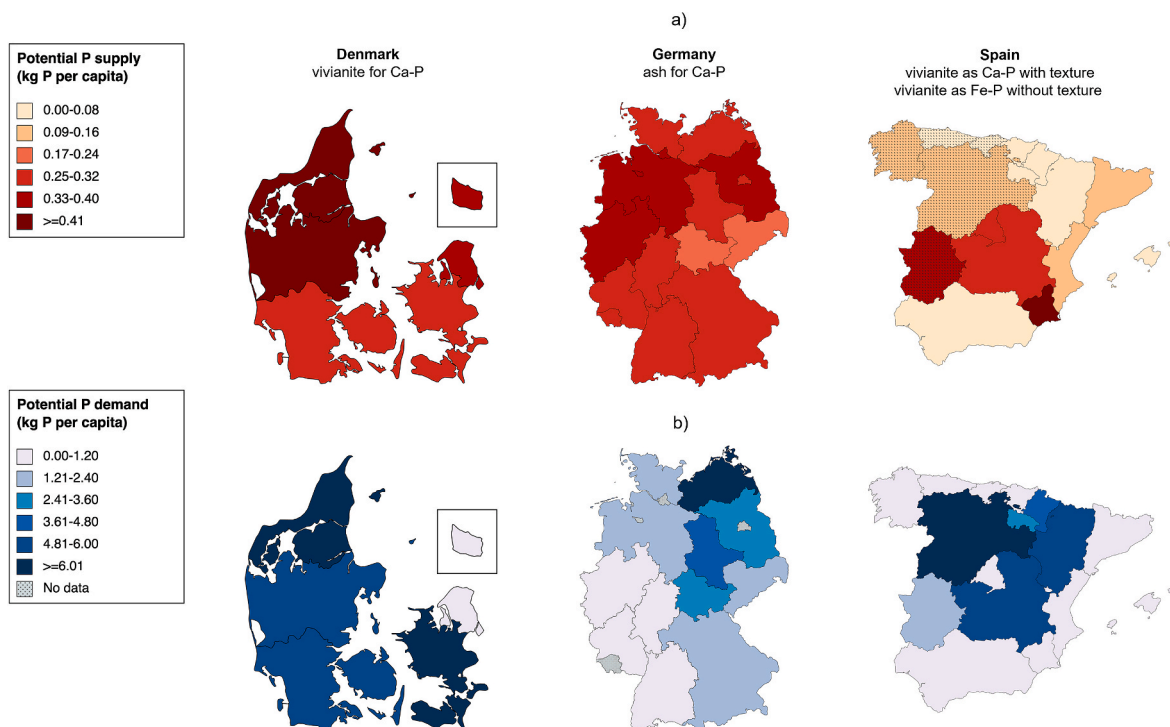 a)
Potential P supply
(kg P per capita)
0.00-0.08
0.09-0.16
0.17-0.24
0.25-0.32
0.33-0.40
>=0.41
Denmark
vivianite for Ca-P
Germany
ash for Ca-P
Spain
vivianite as Ca-P with texture
vivianite as Fe-P without texture
b)
Potential P demand
(kg P per capita)
0.00-1.20
1.21-2.40
2.41-3.60
3.61-4.80
4.81-6.00
>=6.01
No data